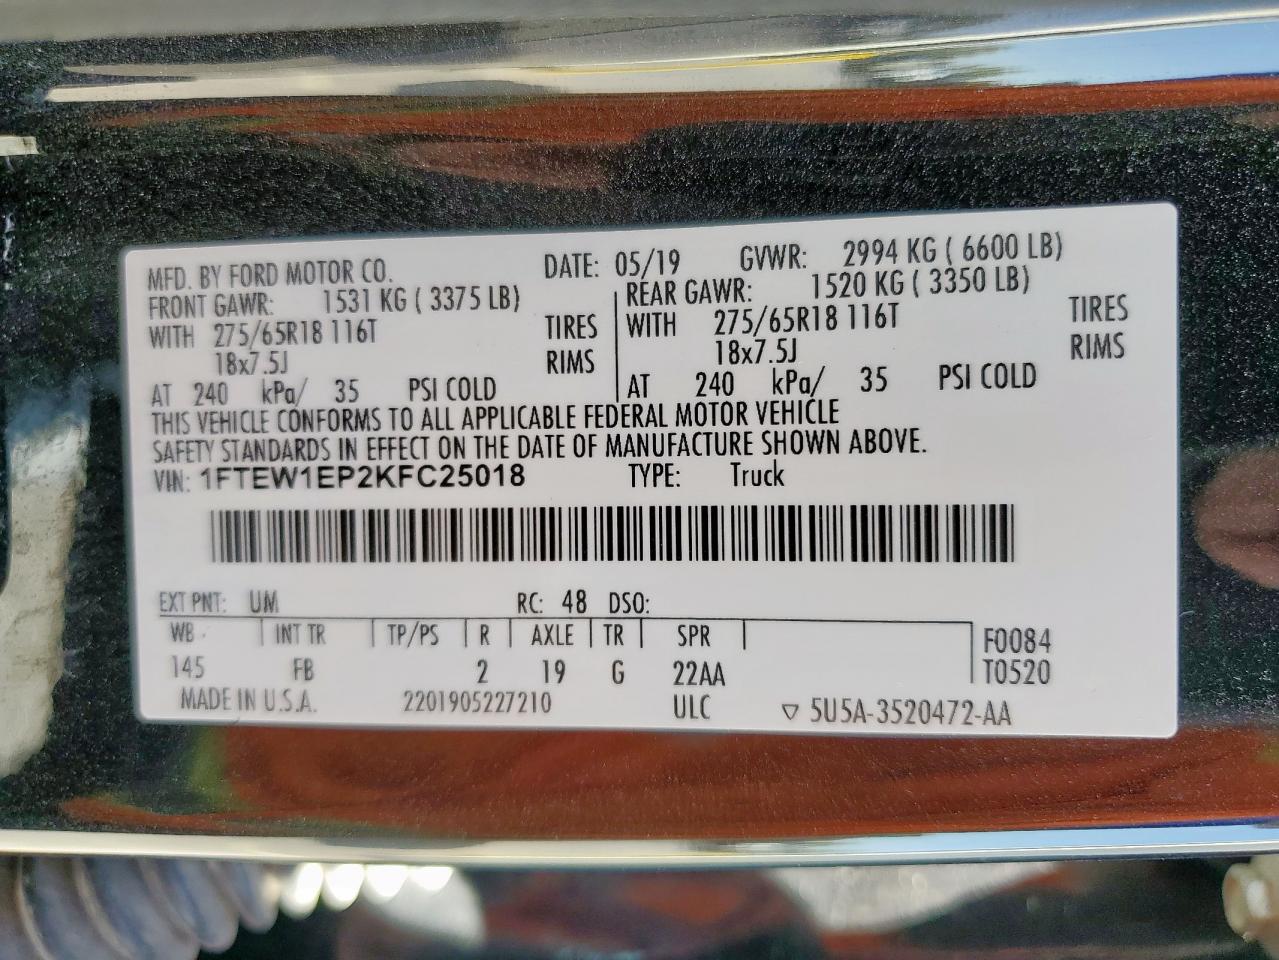 MFD. BY FORD MOTOR CO. DATE: 05/19 GVWR: 2994 KG ( 6600 LB)
FRONT GAWR: 1531 KG ( 3375 LB) REAR GAWR: 1520 KG ( 3350 LB)
WITH 275/65R18 116T TIRES WITH 275/65R18 116T TIRES
18x7.5J RIMS 18x7.5J RIMS
AT 240 kPa/ 35 PSI COLD AT 240 kPa/ 35 PSI COLD
THIS VEHICLE CONFORMS TO ALL APPLICABLE FEDERAL MOTOR VEHICLE
SAFETY STANDARDS IN EFFECT ON THE DATE OF MANUFACTURE SHOWN ABOVE.
VIN: 1FTEW1EP2KFC25018 TYPE: Truck
EXT PNT: UM RC: 48 DSO:
WB INT TR TP/PS R AXLE TR SPR F0084
145 FB 2 19 G 22AA T0520
MADE IN U.S.A. 2201905227210 ULC ▽ 5U5A-3520472-AA